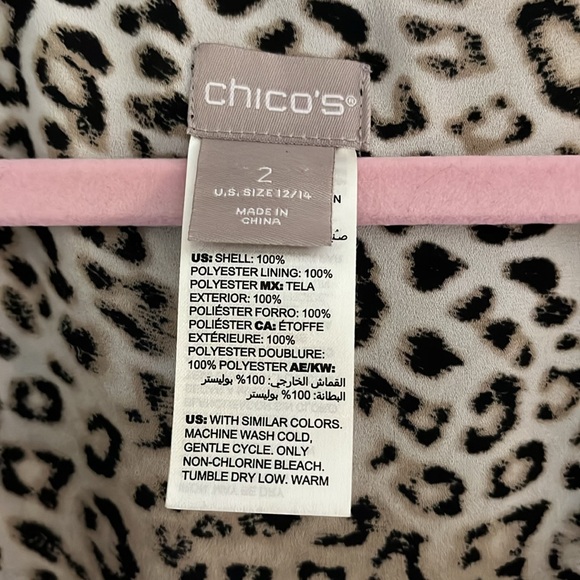 chico's®
2
U.S. SIZE 12/14
MADE IN
CHINA
US: SHELL: 100%
POLYESTER LINING: 100%
POLYESTER MX: TELA
EXTERIOR: 100%
POLIÉSTER FORRO: 100%
POLIÉSTER CA: ÉTOFFE
EXTÉRIEURE: 100%
POLYESTER DOUBLURE:
100% POLYESTER AE/KW:
القماش الخارجي: 100% بوليستر
البطانة: 100% بوليستر
US: WITH SIMILAR COLORS.
MACHINE WASH COLD,
GENTLE CYCLE. ONLY
NON-CHLORINE BLEACH.
TUMBLE DRY LOW. WARM